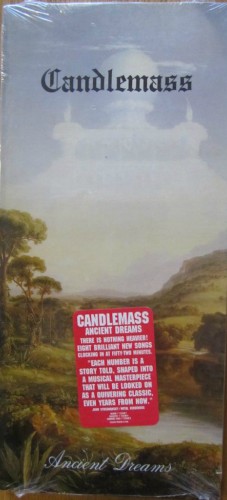 Candlemass
CANDLEMASS
ANCIENT DREAMS
THERE IS NOTHING HEAVIER!
EIGHT BRILLIANT NEW SONGS
CLOCKING IN AT FIFTY-TWO MINUTES.
"EACH NUMBER IS A
STORY TOLD, SHAPED INTO
A MUSICAL MASTERPIECE
THAT WILL BE LOOKED ON
AS A QUIVERING CLASSIC,
EVEN YEARS FROM NOW."
Ancient Dreams